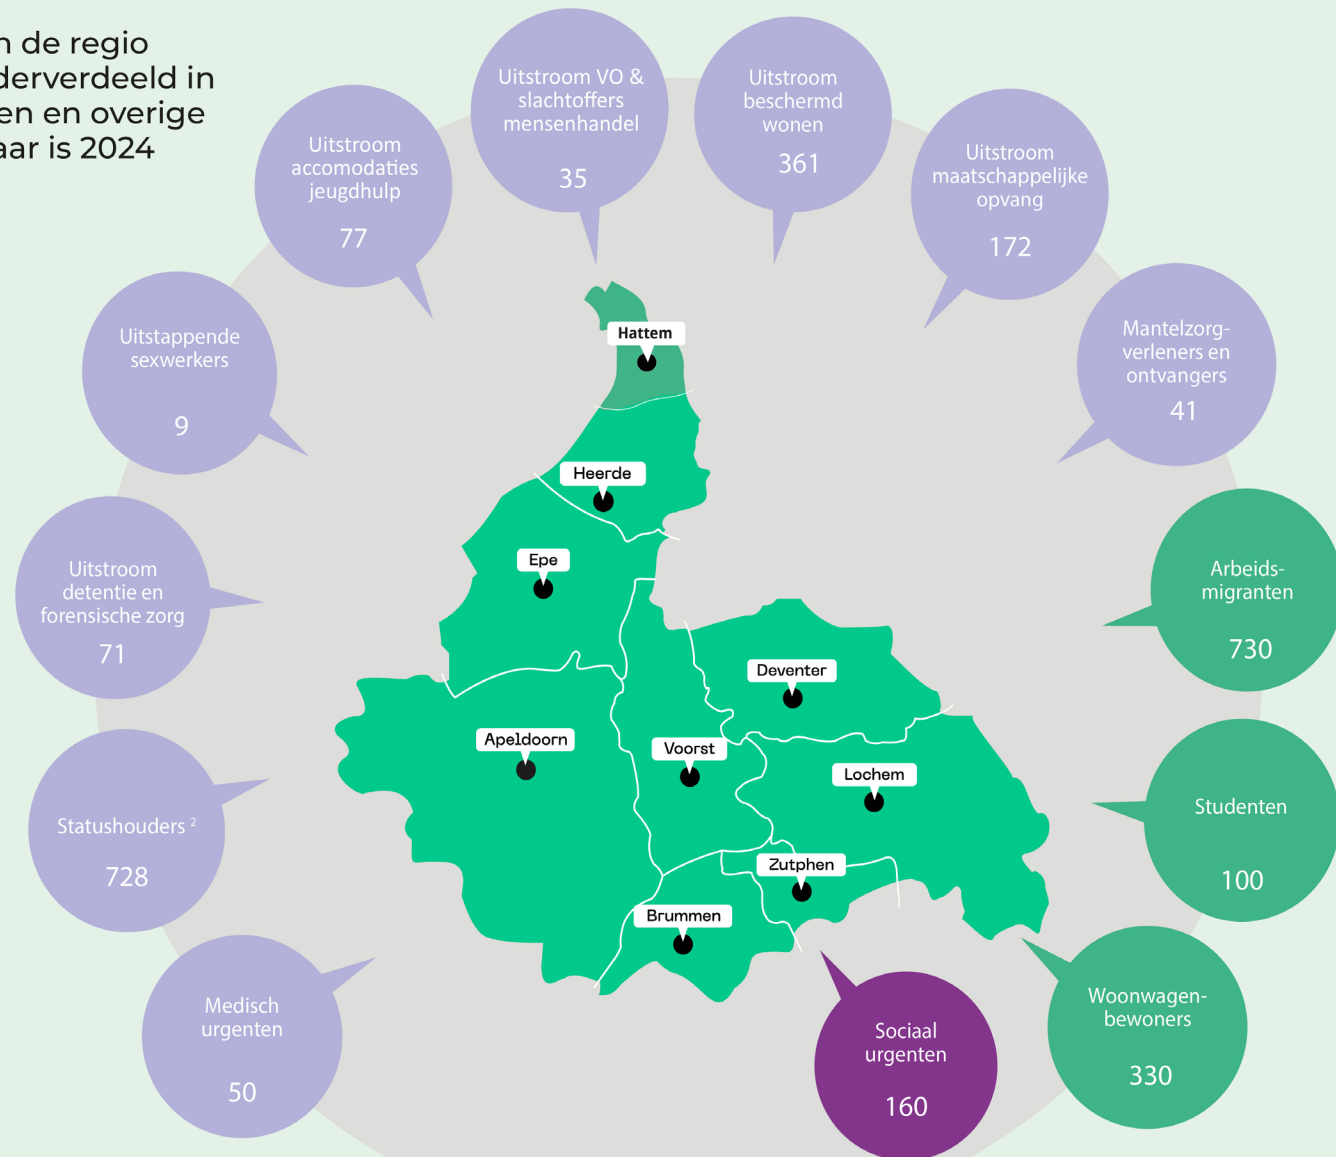 n de regio
derverdeeld in
en en overige
aar is 2024
Uitstroom VO &
slachtoffers
mensenhandel
35
Uitstroom
beschermd
wonen
361
Uitstroom
accomodaties
jeugdhulp
77
Uitstroom
maatschappelijke
opvang
172
Uitstappende
sexwerkers
9
Mantelzorg-
verleners en
ontvangers
41
Uitstroom
detentie en
forensische zorg
71
Arbeids-
migranten
730
Statushouders 2
728
Studenten
100
Medisch
urgenten
50
Sociaal
urgenten
160
Woonwagen-
bewoners
330
Hattem
Heerde
Epe
Deventer
Apeldoorn
Voorst
Lochem
Zutphen
Brummen